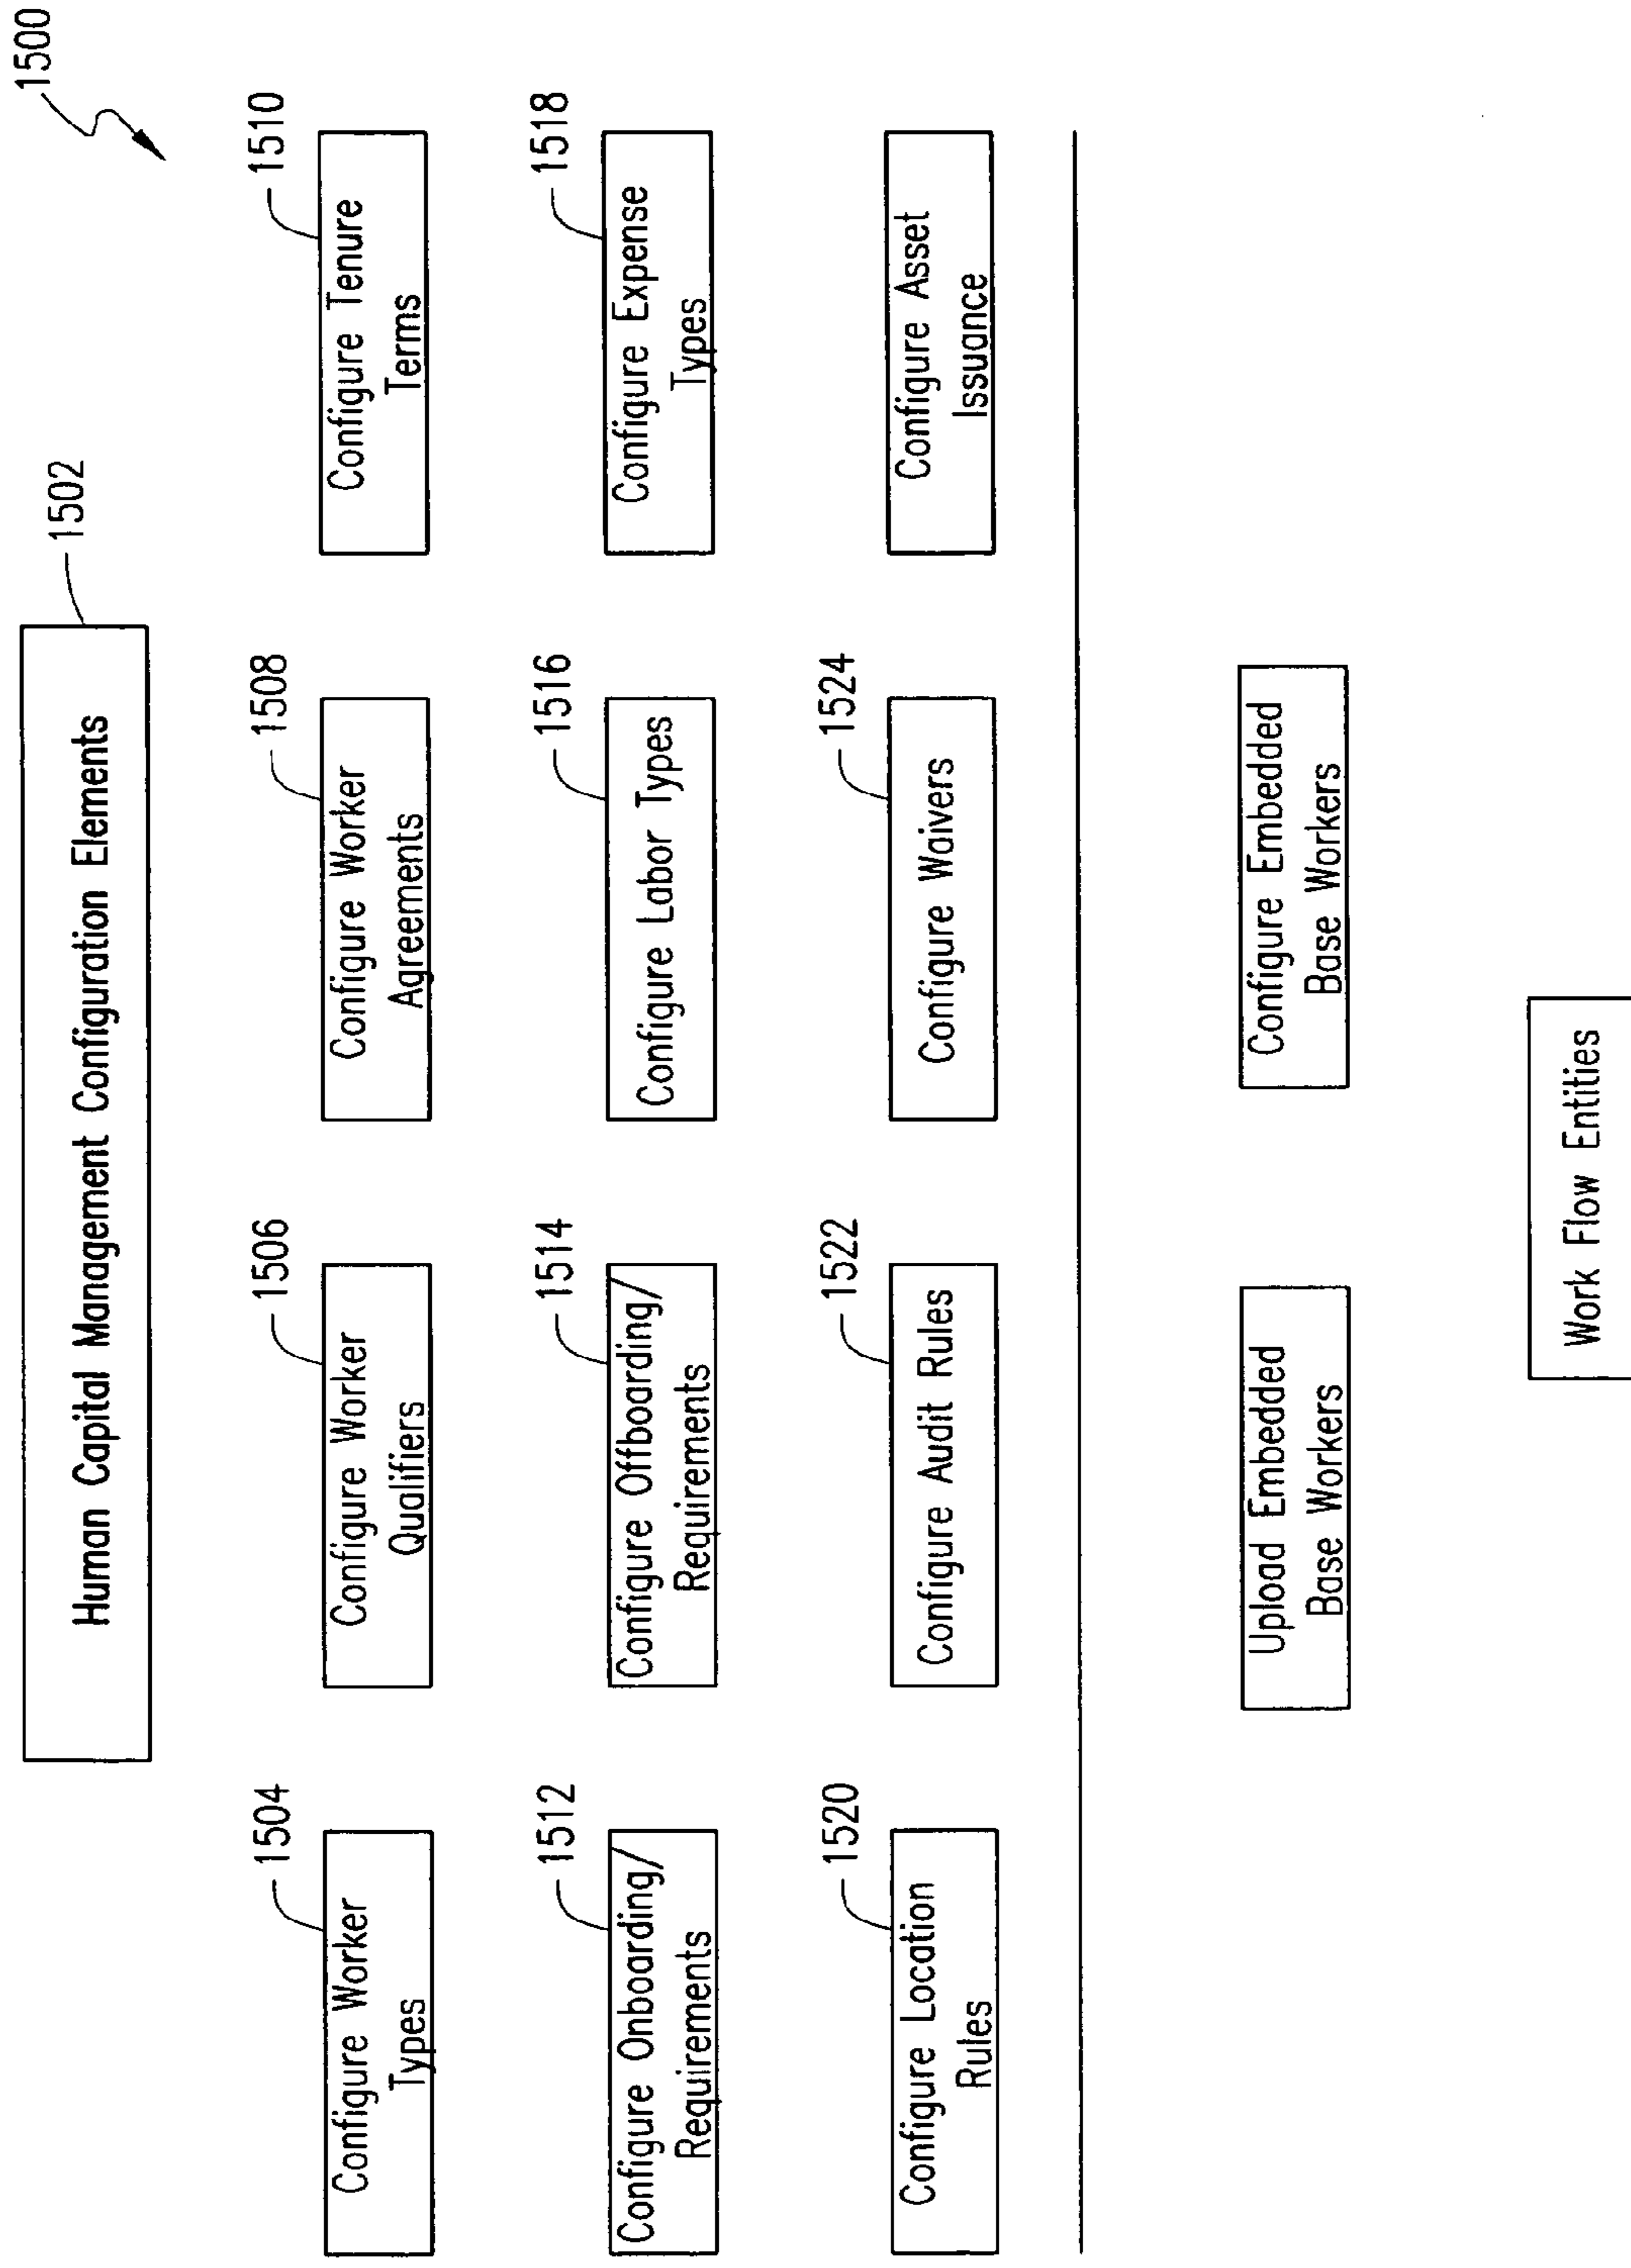 1500
Human Capital Management Configuration Elements
1502
1504
1506
1508
1510
Configure Worker
Types
Configure Worker
Qualifiers
Configure Worker
Agreements
Configure Tenure
Terms
1512
1514
1516
1518
Configure Onboarding/
Requirements
Configure Offboarding/
Requirements
Configure Labor Types
Configure Expense
Types
1520
1522
1524
Configure Location
Rules
Configure Audit Rules
Configure Waivers
Configure Asset
Issuance
Upload Embedded
Base Workers
Configure Embedded
Base Workers
Work Flow Entities